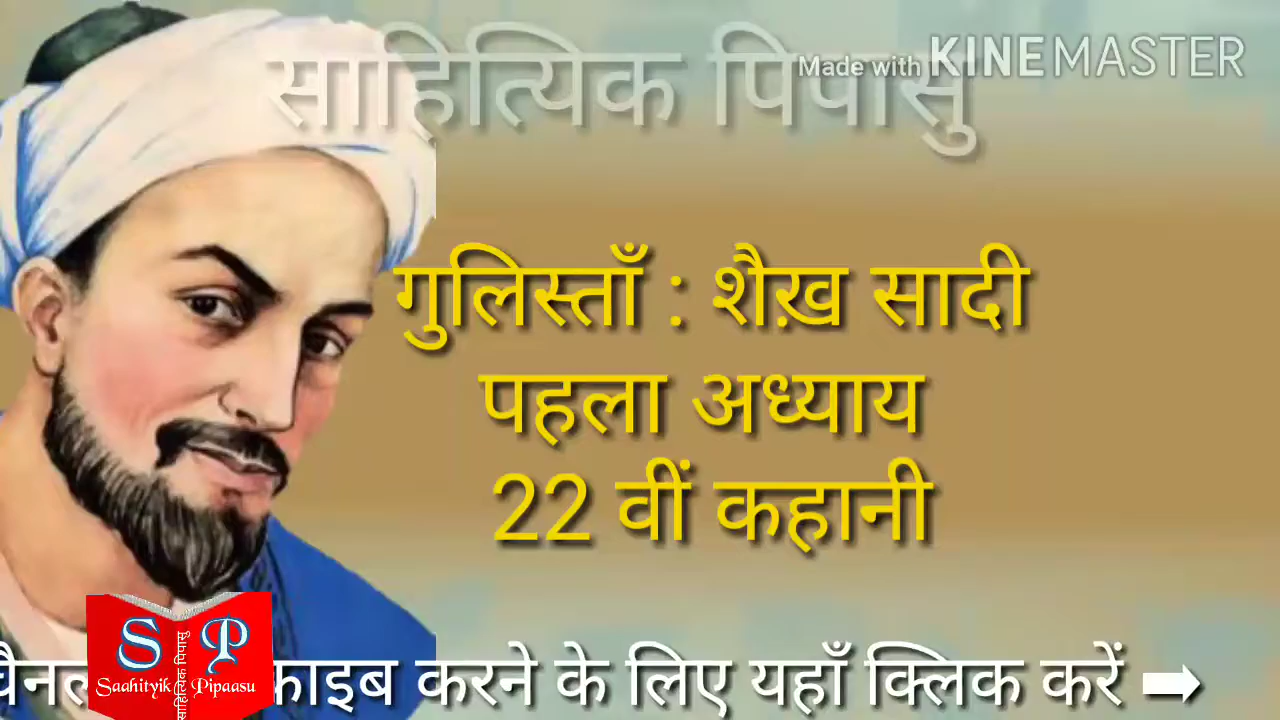 साहित्यिक पिपासु
Made with KINEMASTER
गुलिस्ताँ : शैख़ सादी
पहला अध्याय
22 वीं कहानी
S P
Saahityik Pipaasu
साहित्यिक पिपासु
करने के लिए यहाँ क्लिक करें